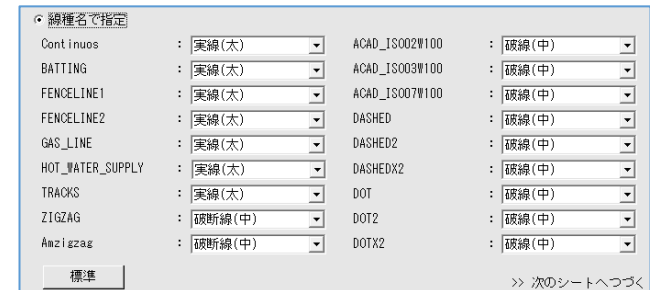 線種名で指定
Continuos : 実線(太) ACAD_ISO02W100 : 破線(中)
BATTING : 実線(太) ACAD_ISO03W100 : 破線(中)
FENCELINE1 : 実線(太) ACAD_ISO07W100 : 破線(中)
FENCELINE2 : 実線(太) DASHED : 破線(中)
GAS_LINE : 実線(太) DASHED2 : 破線(中)
HOT_WATER_SUPPLY : 実線(太) DASHEDX2 : 破線(中)
TRACKS : 実線(太) DOT : 破線(中)
ZIGZAG : 破断線(中) DOT2 : 破線(中)
Amzigzag : 破断線(中) DOTX2 : 破線(中)
標準 >> 次のシートへつづく